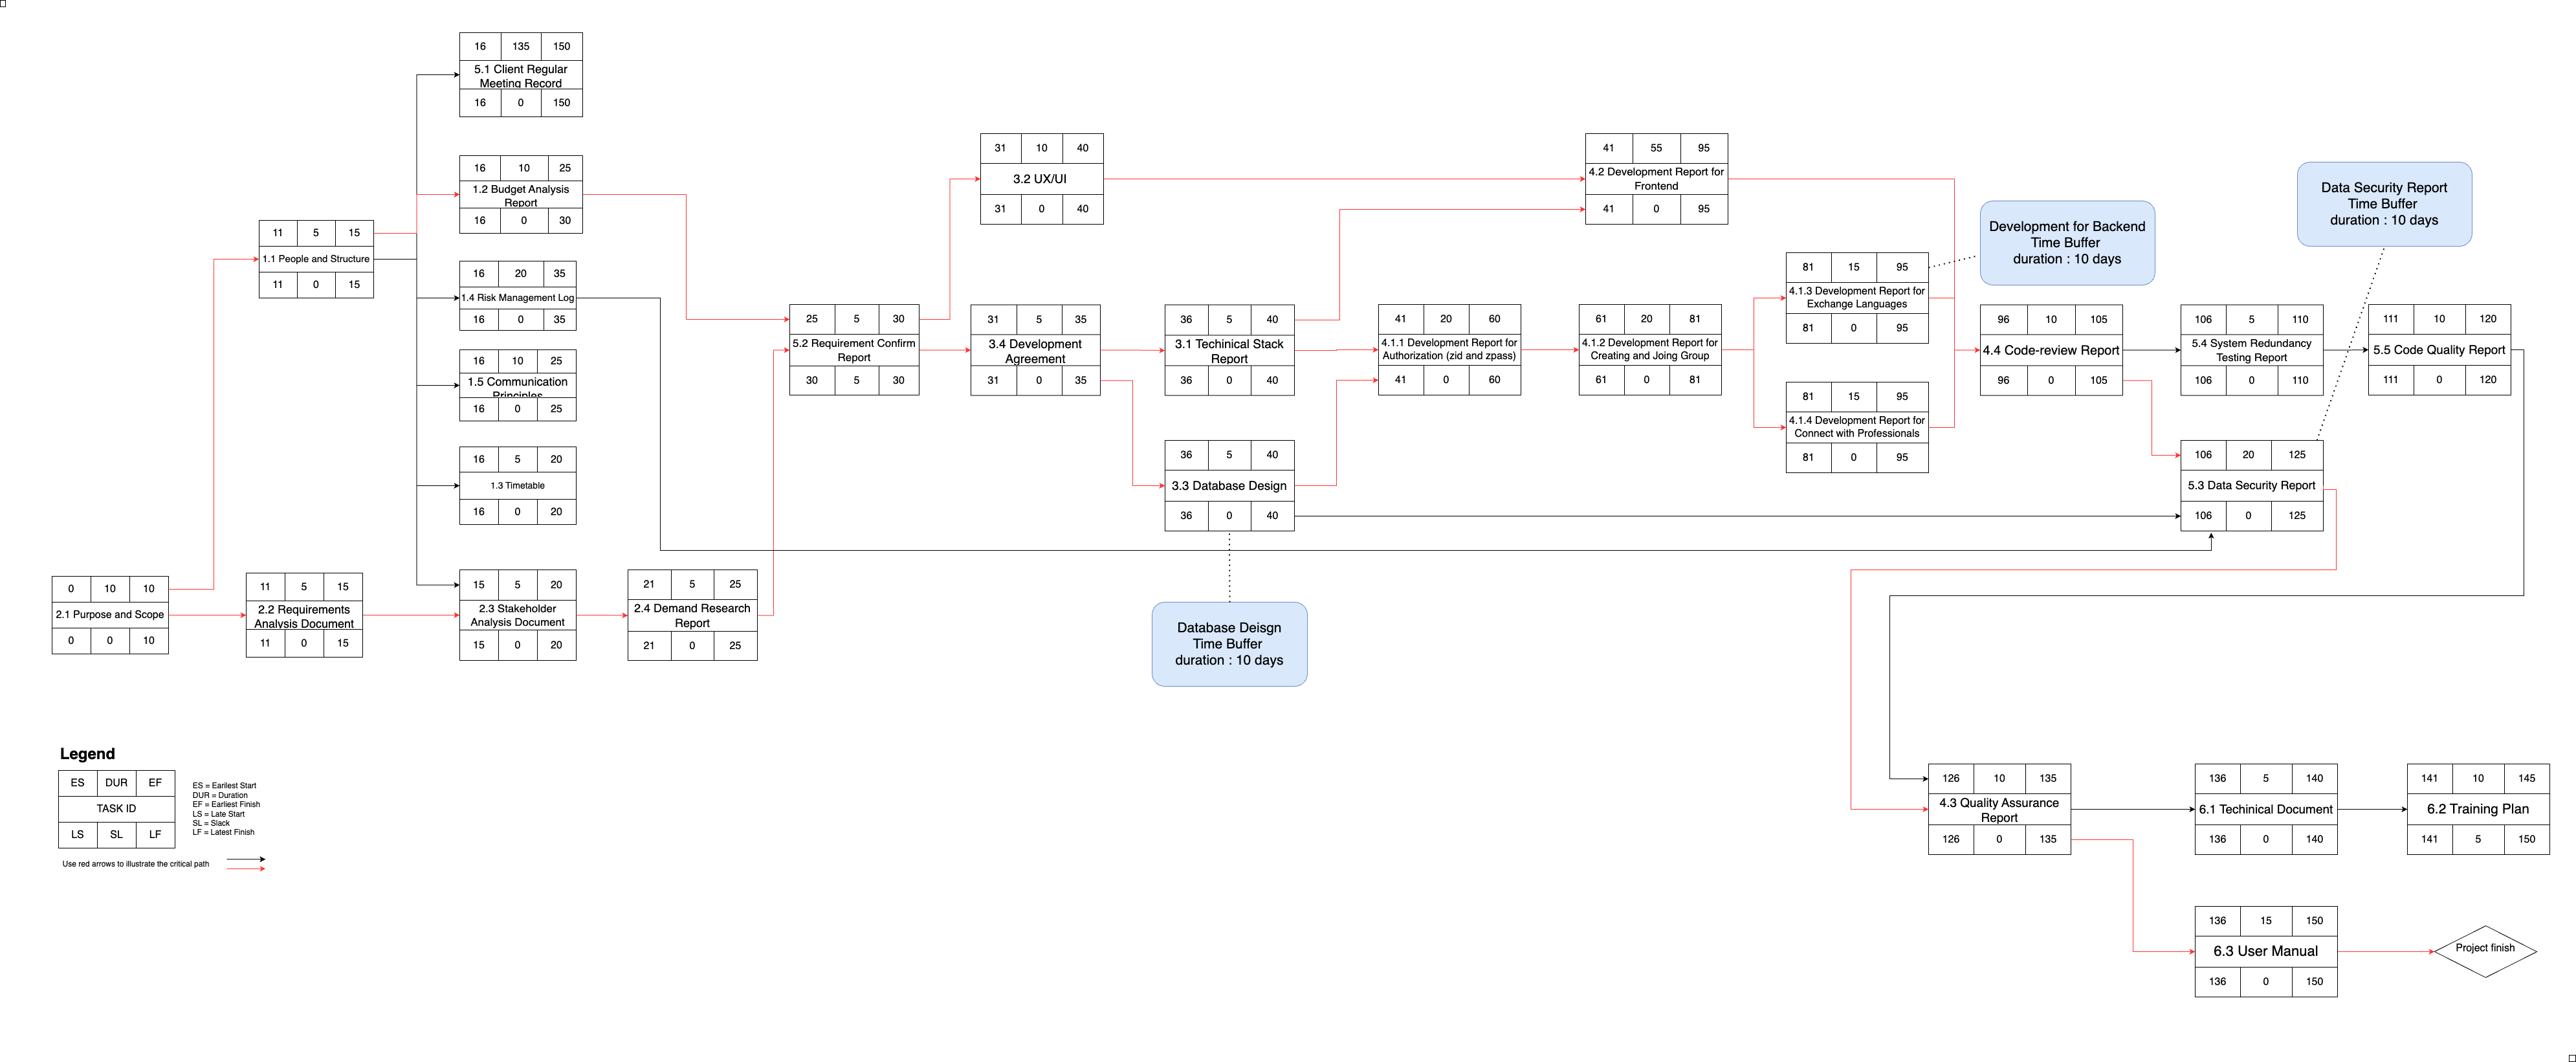 16 135 150
5.1 Client Regular
Meeting Record
16 0 150
16 10 25
1.2 Budget Analysis
Report
16 0 30
11 5 15
1.1 People and Structure
11 0 15
16 20 35
1.4 Risk Management Log
16 0 35
16 10 25
1.5 Communication
Principles
16 0 25
16 5 20
1.3 Timetable
16 0 20
0 10 10
2.1 Purpose and Scope
0 0 10
11 5 15
2.2 Requirements
Analysis Document
11 0 15
15 5 20
2.3 Stakeholder
Analysis Document
15 0 20
21 5 25
2.4 Demand Research
Report
21 0 25
25 5 30
5.2 Requirement Confirm
Report
30 5 30
31 10 40
3.2 UX/UI
31 0 40
31 5 35
3.4 Development
Agreement
31 0 35
36 5 40
3.1 Techinical Stack
Report
36 0 40
36 5 40
3.3 Database Design
36 0 40
Database Deisgn
Time Buffer
duration : 10 days
41 55 95
4.2 Development Report for
Frontend
41 0 95
41 20 60
4.1.1 Development Report for
Authorization (zid and zpass)
41 0 60
61 20 81
4.1.2 Development Report for
Creating and Joing Group
61 0 81
81 15 95
4.1.3 Development Report for
Exchange Languages
81 0 95
81 15 95
4.1.4 Development Report for
Connect with Professionals
81 0 95
Development for Backend
Time Buffer
duration : 10 days
Data Security Report
Time Buffer
duration : 10 days
96 10 105
4.4 Code-review Report
96 0 105
106 5 110
5.4 System Redundancy
Testing Report
106 0 110
111 10 120
5.5 Code Quality Report
111 0 120
106 20 125
5.3 Data Security Report
106 0 125
126 10 135
4.3 Quality Assurance
Report
126 0 135
136 5 140
6.1 Techinical Document
136 0 140
141 10 145
6.2 Training Plan
141 5 150
136 15 150
6.3 User Manual
136 0 150
Project finish
Legend
ES DUR EF
TASK ID
LS SL LF
ES = Earilest Start
DUR = Duration
EF = Earliest Finish
LS = Late Start
SL = Slack
LF = Latest Finish
Use red arrows to illustrate the critical path